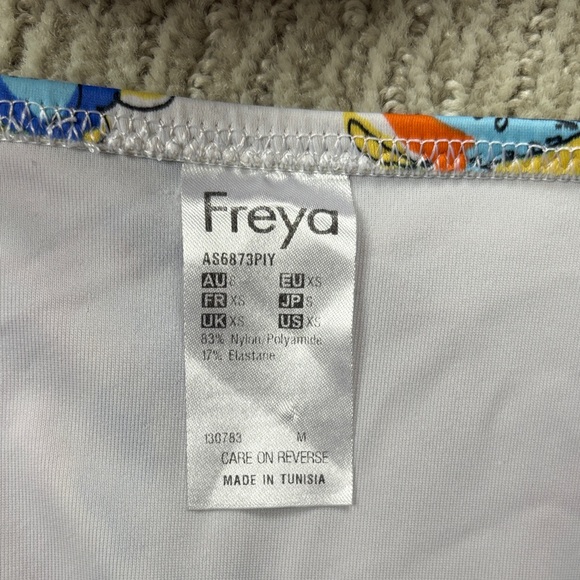 Freya
AS6873PIY
AU 8 EU XS
FR XS JP S
UK XS US XS
83% Nylon/Polyamide
17% Elastane
130783 M
CARE ON REVERSE
MADE IN TUNISIA